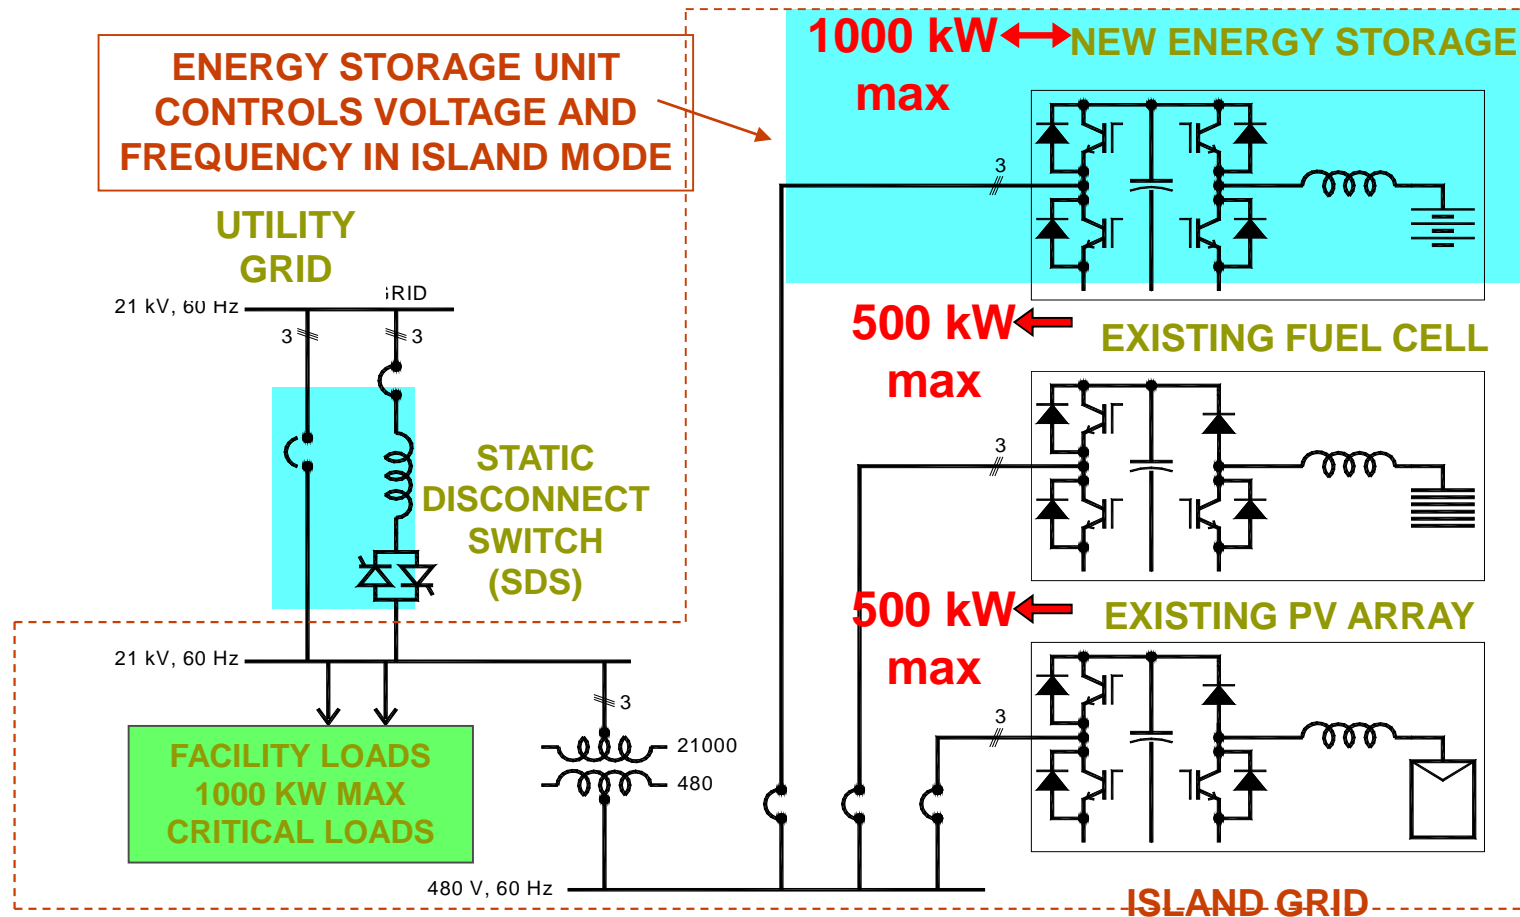 1000 kW
max
NEW ENERGY STORAGE
ENERGY STORAGE UNIT
CONTROLS VOLTAGE AND
FREQUENCY IN ISLAND MODE
3
UTILITY
GRID
GRID
21 kV, 60 Hz
3
3
500 kW
max
EXISTING FUEL CELL
STATIC
DISCONNECT
SWITCH
(SDS)
3
500 kW
max
EXISTING PV ARRAY
21 kV, 60 Hz
3
3
21000
480
FACILITY LOADS
1000 KW MAX
CRITICAL LOADS
480 V, 60 Hz
ISLAND GRID